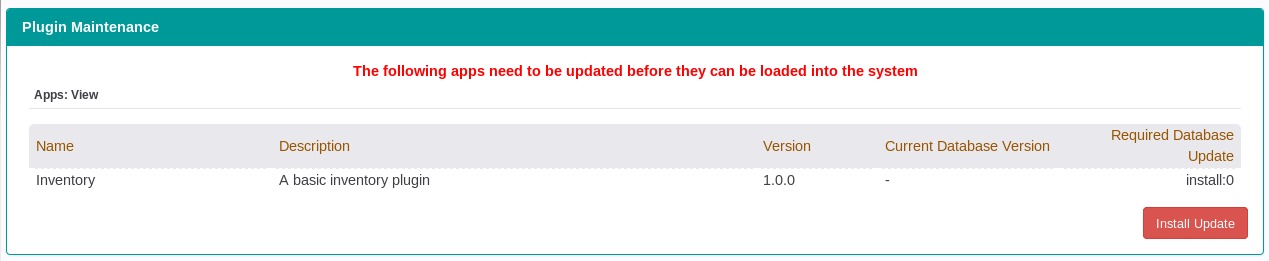 Plugin Maintenance
The following apps need to be updated before they can be loaded into the system
Apps: View
Name Description Version Current Database Version Required Database
Update
Inventory A basic inventory plugin 1.0.0 - install:0
Install Update